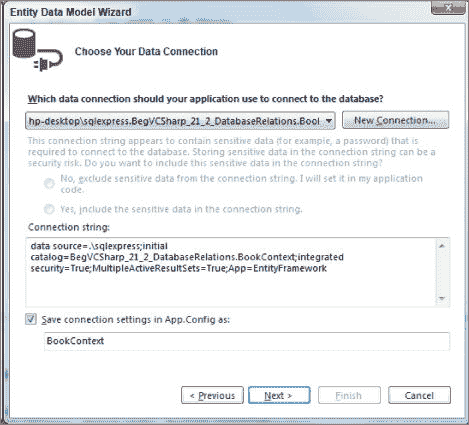 Entity Data Model Wizard
Choose Your Data Connection
Which data connection should your application use to connect to the database?
hp-desktop\sqlexpress.BegVCSharp_21_2_DatabaseRelations.Bool
New Connection...
This connection string appears to contain sensitive data (for example, a password) that is
required to connect to the database. Storing sensitive data in the connection string can be a
security risk. Do you want to include this sensitive data in the connection string?
No, exclude sensitive data from the connection string. I will set it in my application
code.
Yes, include the sensitive data in the connection string.
Connection string:
data source=.\sqlexpress;initial
catalog=BegVCSharp_21_2_DatabaseRelations.BookContext;integrated
security=True;MultipleActiveResultSets=True;App=EntityFramework
Save connection settings in App.Config as:
BookContext
< Previous
Next >
Finish
Cancel